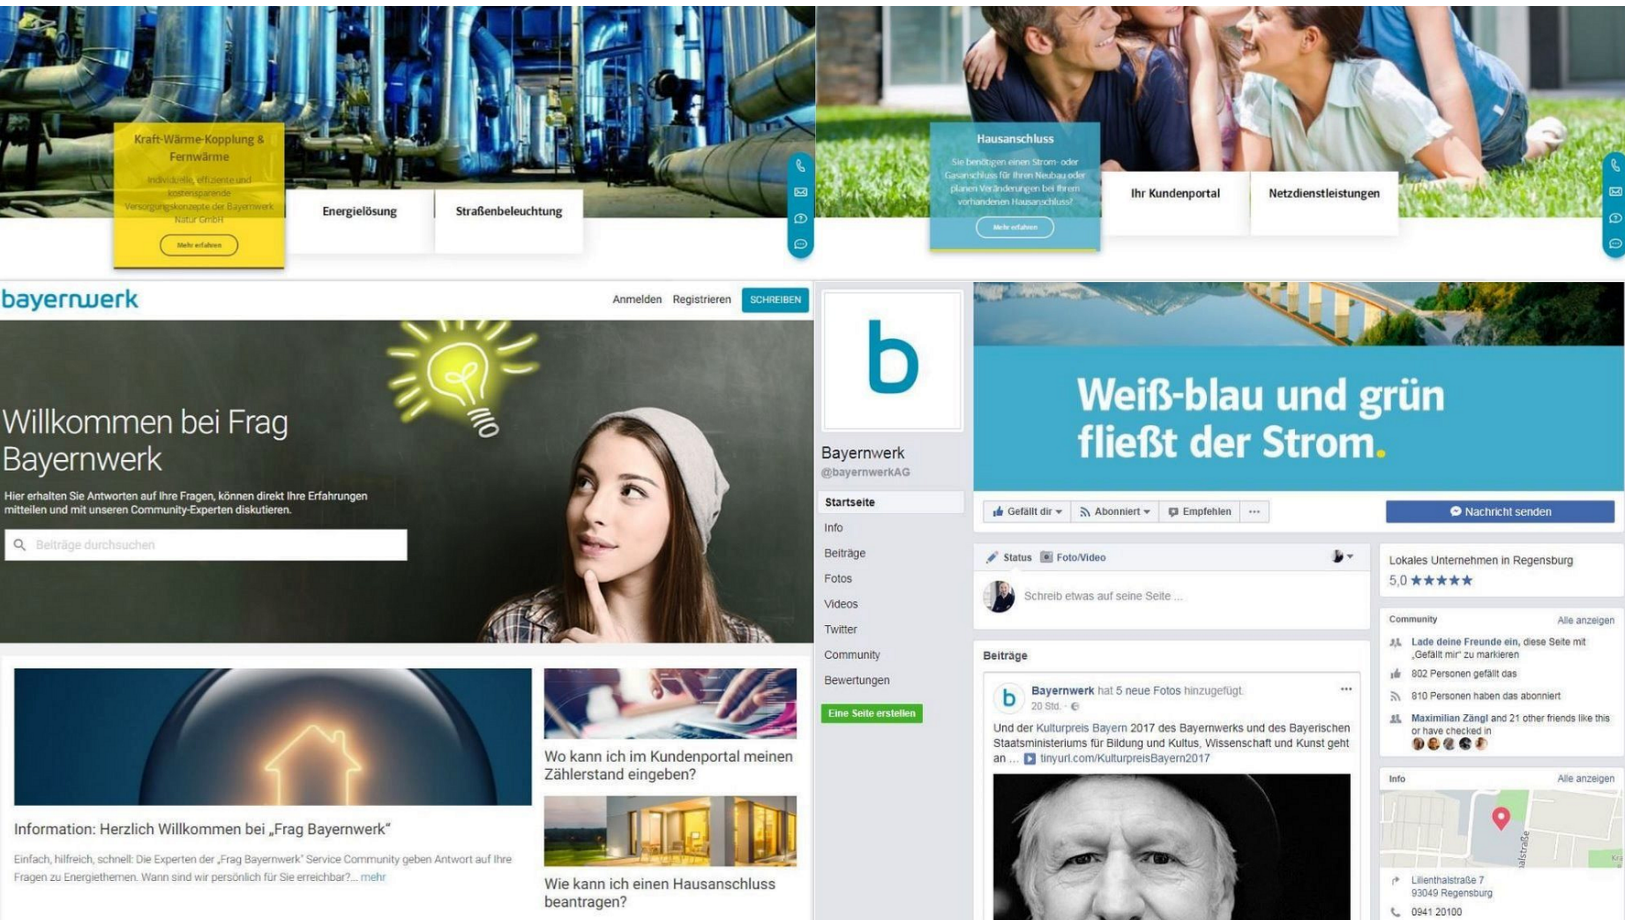 Kraft-Wärme-Kopplung &
Fernwärme
Individuelle, effiziente und
kostensparende
Versorgungskonzepte der Bayernwerk
Natur GmbH
Mehr erfahren
Energielösung
Straßenbeleuchtung
Hausanschluss
Sie benötigen einen Strom- oder
Gasanschluss für Ihren Neubau oder
planen Veränderungen bei Ihrem
vorhandenen Hausanschluss?
Mehr erfahren
Ihr Kundenportal
Netzdienstleistungen
bayernwerk
Anmelden Registrieren SCHREIBEN
Willkommen bei Frag
Bayernwerk
Hier erhalten Sie Antworten auf Ihre Fragen, können direkt Ihre Erfahrungen
mitteilen und mit unseren Community-Experten diskutieren.
Beiträge durchsuchen
Information: Herzlich Willkommen bei „Frag Bayernwerk“
Einfach, hilfreich, schnell: Die Experten der „Frag Bayernwerk“ Service Community geben Antwort auf Ihre
Fragen zu Energiethemen. Wann sind wir persönlich für Sie erreichbar?... mehr
Wo kann ich im Kundenportal meinen
Zählerstand eingeben?
Wie kann ich einen Hausanschluss
beantragen?
b
Bayernwerk
@bayernwerkAG
Startseite
Info
Beiträge
Fotos
Videos
Twitter
Community
Bewertungen
Eine Seite erstellen
Weiß-blau und grün
fließt der Strom.
Gefällt dir Abonniert Empfehlen ...
Nachricht senden
Status Foto/Video
Schreib etwas auf seine Seite ...
Beiträge
b
Bayernwerk hat 5 neue Fotos hinzugefügt.
20 Std. ·
Und der Kulturpreis Bayern 2017 des Bayernwerks und des Bayerischen
Staatsministeriums für Bildung und Kultus, Wissenschaft und Kunst geht
an ... tinyurl.com/KulturpreisBayern2017
Lokales Unternehmen in Regensburg
5,0 ★★★★★
Community Alle anzeigen
Lade deine Freunde ein, diese Seite mit
„Gefällt mir“ zu markieren
802 Personen gefällt das
810 Personen haben das abonniert
Maximilian Zängl and 21 other friends like this
or have checked in
Info Alle anzeigen
Lilienthalstraße 7
93049 Regensburg
0941 20100